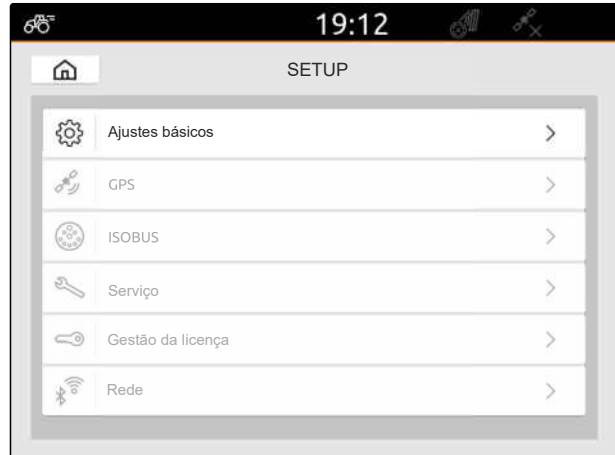 19:12
SETUP
Ajustes básicos
GPS
ISOBUS
Serviço
Gestão da licença
Rede